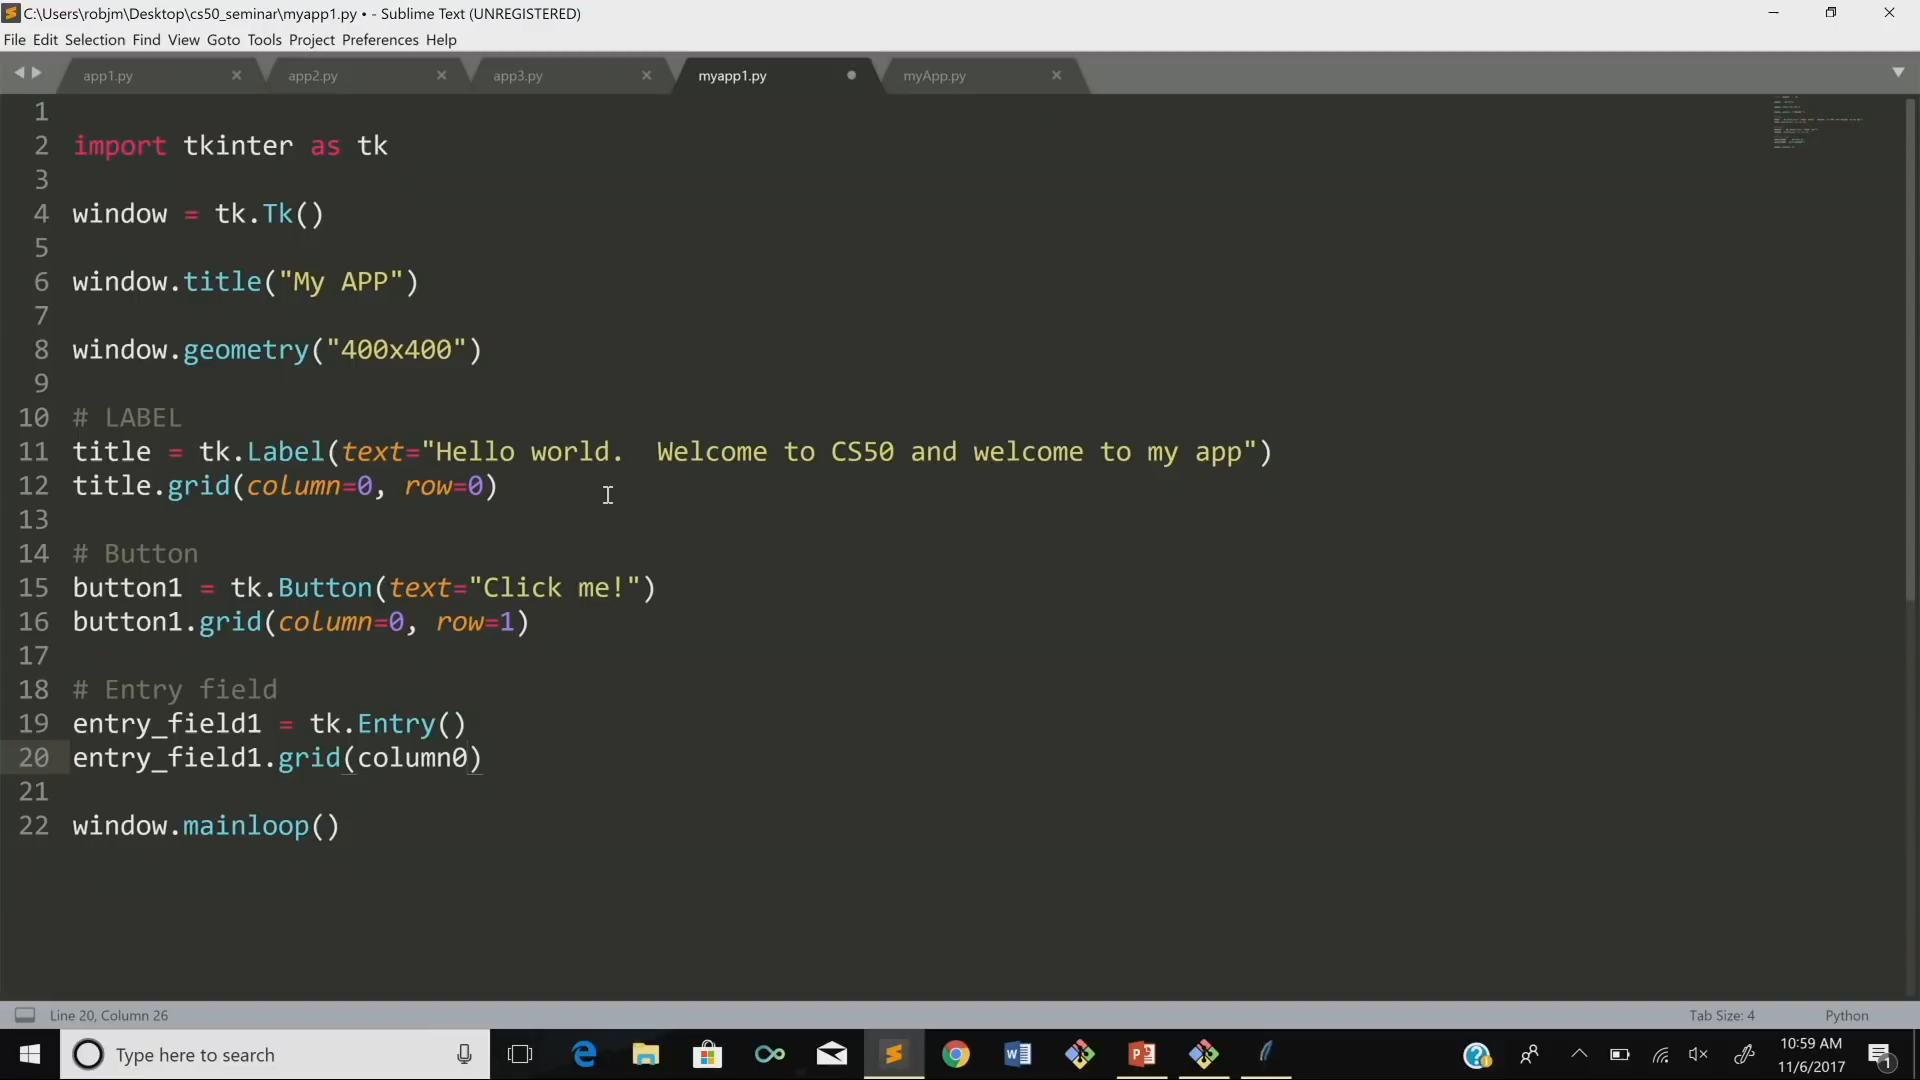 C:\Users\robjm\Desktop\cs50_seminar\myapp1.py • - Sublime Text (UNREGISTERED)
File Edit Selection Find View Goto Tools Project Preferences Help
app1.py app2.py app3.py myapp1.py myApp.py
1
2 import tkinter as tk
3
4 window = tk.Tk()
5
6 window.title("My APP")
7
8 window.geometry("400x400")
9
10 # LABEL
11 title = tk.Label(text="Hello world.  Welcome to CS50 and welcome to my app")
12 title.grid(column=0, row=0)
13
14 # Button
15 button1 = tk.Button(text="Click me!")
16 button1.grid(column=0, row=1)
17
18 # Entry field
19 entry_field1 = tk.Entry()
20 entry_field1.grid(column0)
21
22 window.mainloop()
Line 20, Column 26 Tab Size: 4 Python
Type here to search
10:59 AM
11/6/2017
1